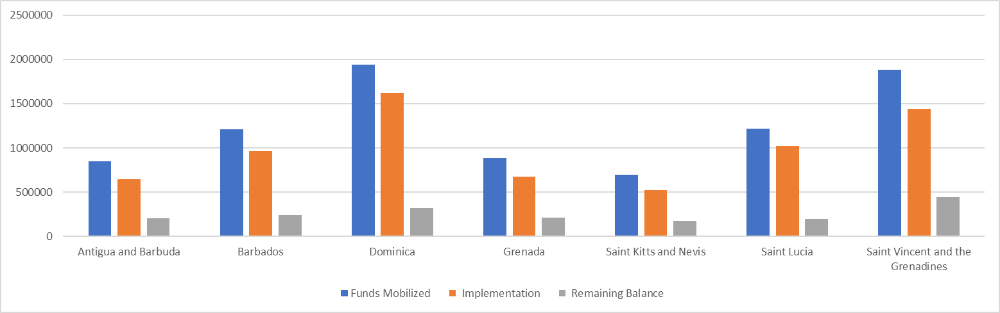 2500000
2000000
1500000
1000000
500000
0
Antigua and Barbuda
Barbados
Dominica
Grenada
Saint Kitts and Nevis
Saint Lucia
Saint Vincent and the
Grenadines
Funds Mobilized
Implementation
Remaining Balance